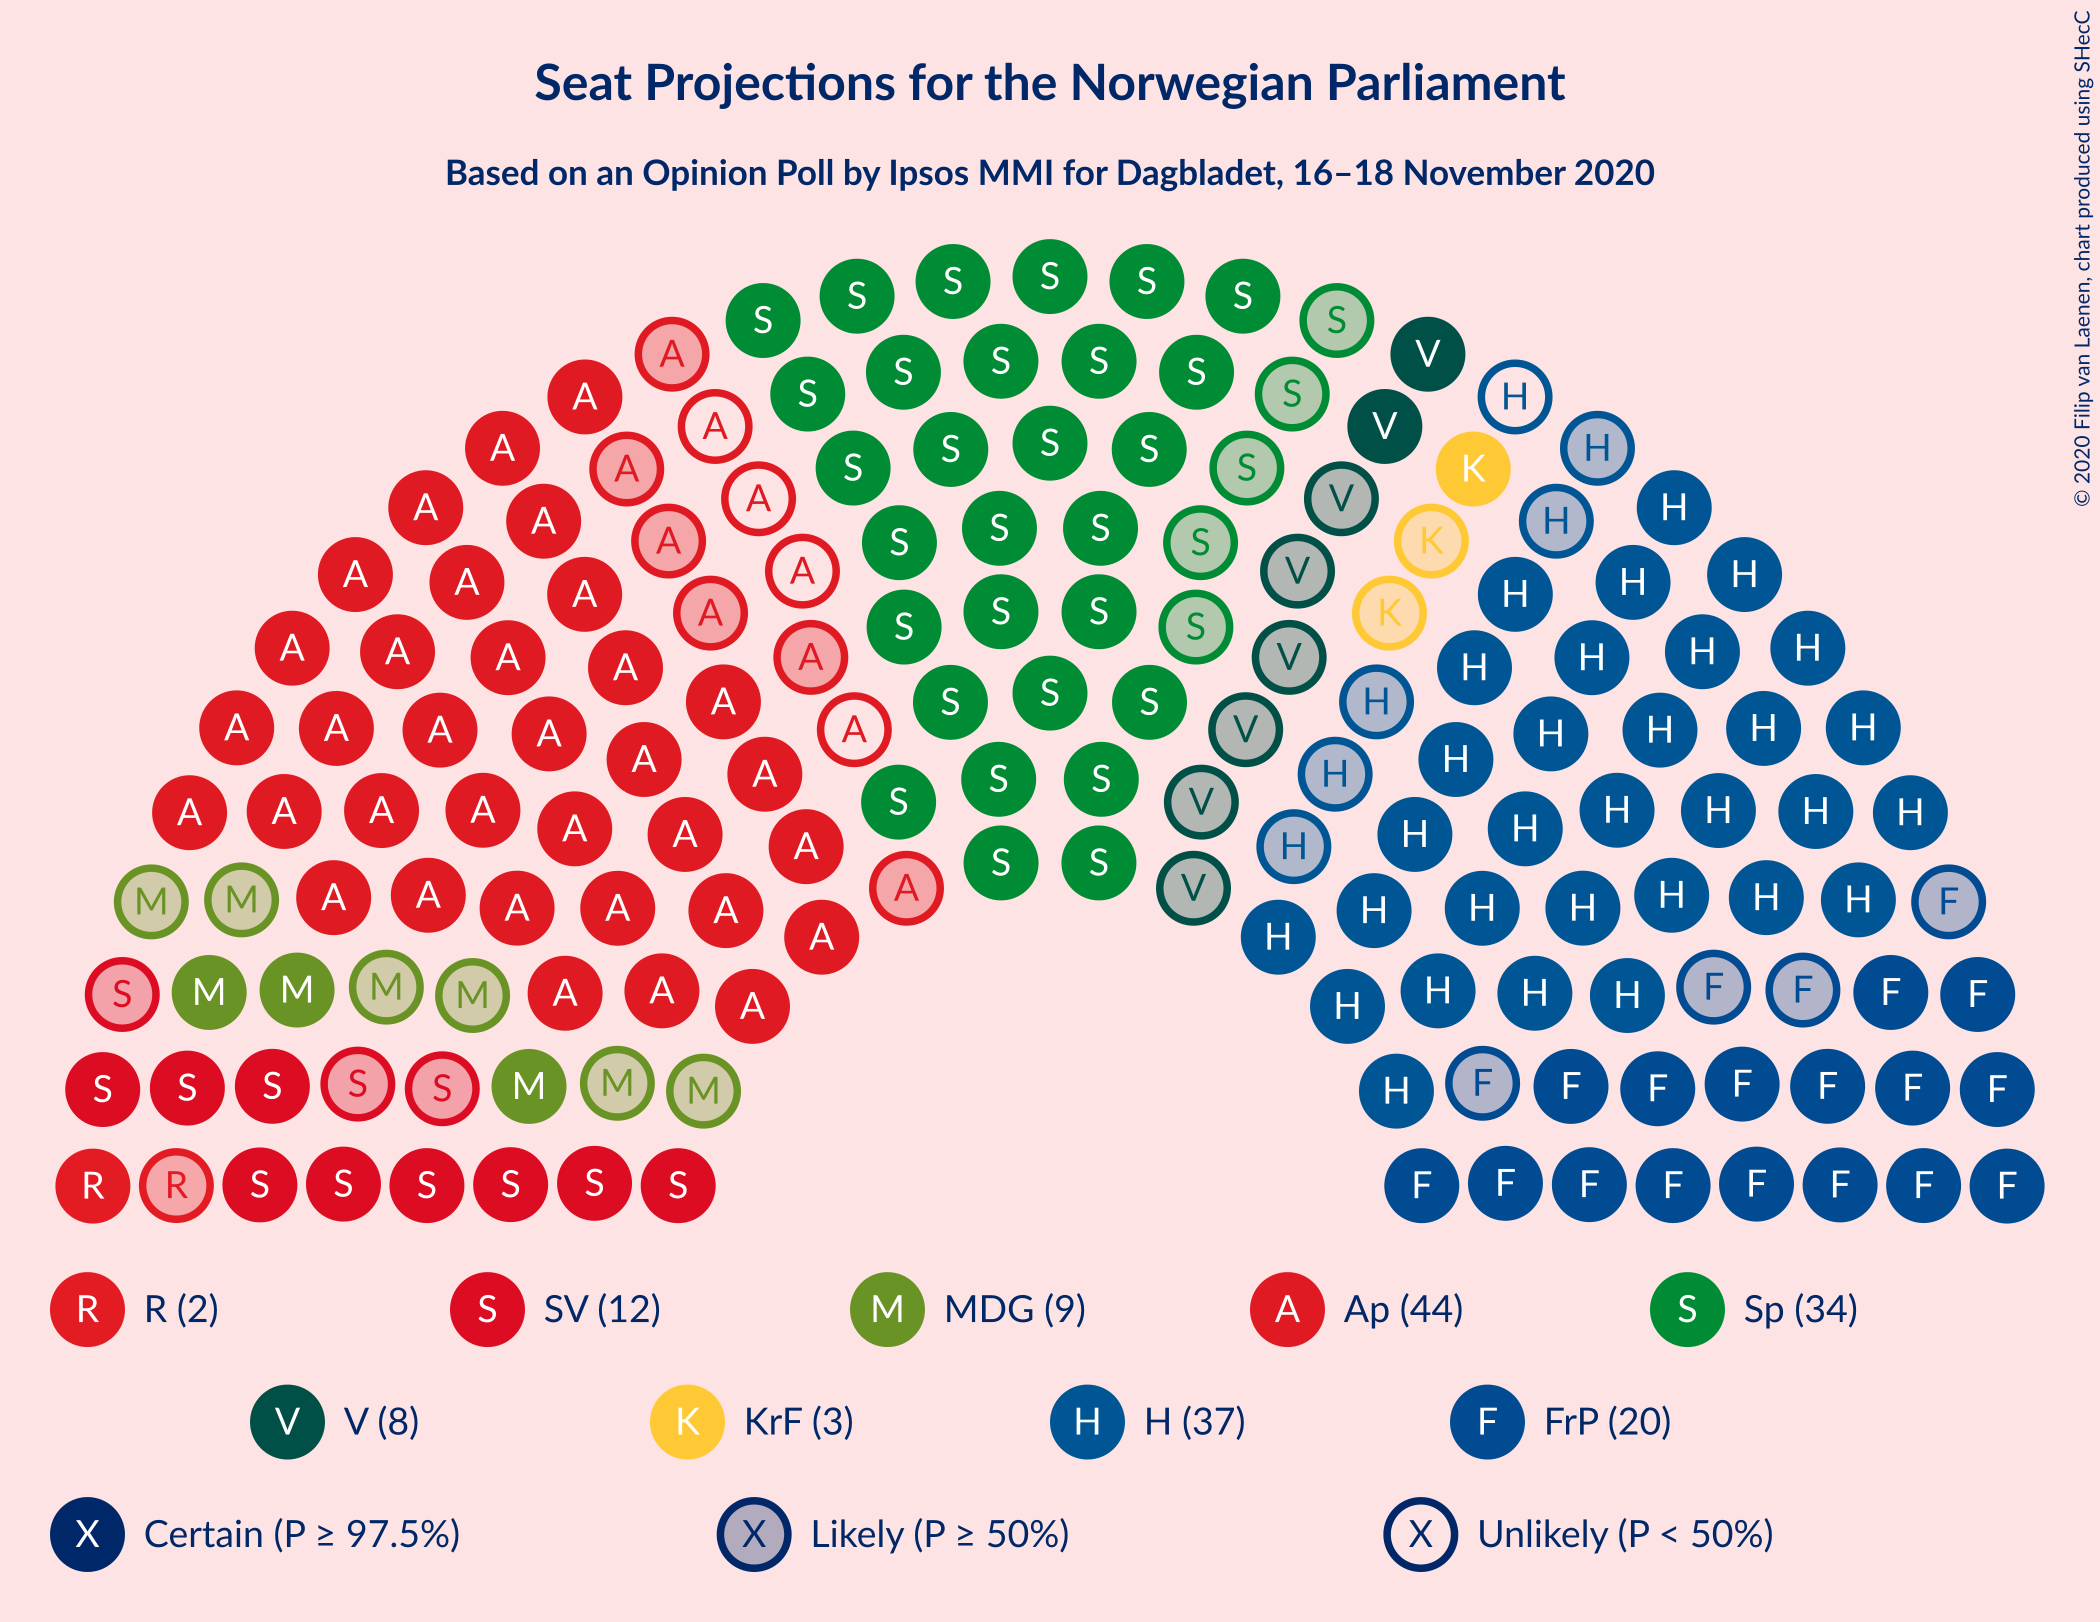 Seat Projections for the Norwegian Parliament
Based on an Opinion Poll by Ipsos MMI for Dagbladet, 16–18 November 2020
© 2020 Filip van Laenen, chart produced using SHecC
S S S S S S S
A S V
A S S S S S S H
A A V
A S S S S S K H
A A V
A A S S S S K H H
A A V
A A A S S S S K H H H
A A A A S S S V H H H H
A A A A A A S S S V H H H H H
A A A A A A A S S V H H H H H H
M M A A A A A A S S V H H H H H H F
S M M M M A A A H H H H F F F F
S S S S S M M M H F F F F F F F
R R S S S S S S F F F F F F F F
R R (2) S SV (12) M MDG (9) A Ap (44) S Sp (34)
V V (8) K KrF (3) H H (37) F FrP (20)
X Certain (P ≥ 97.5%) X Likely (P ≥ 50%) X Unlikely (P < 50%)